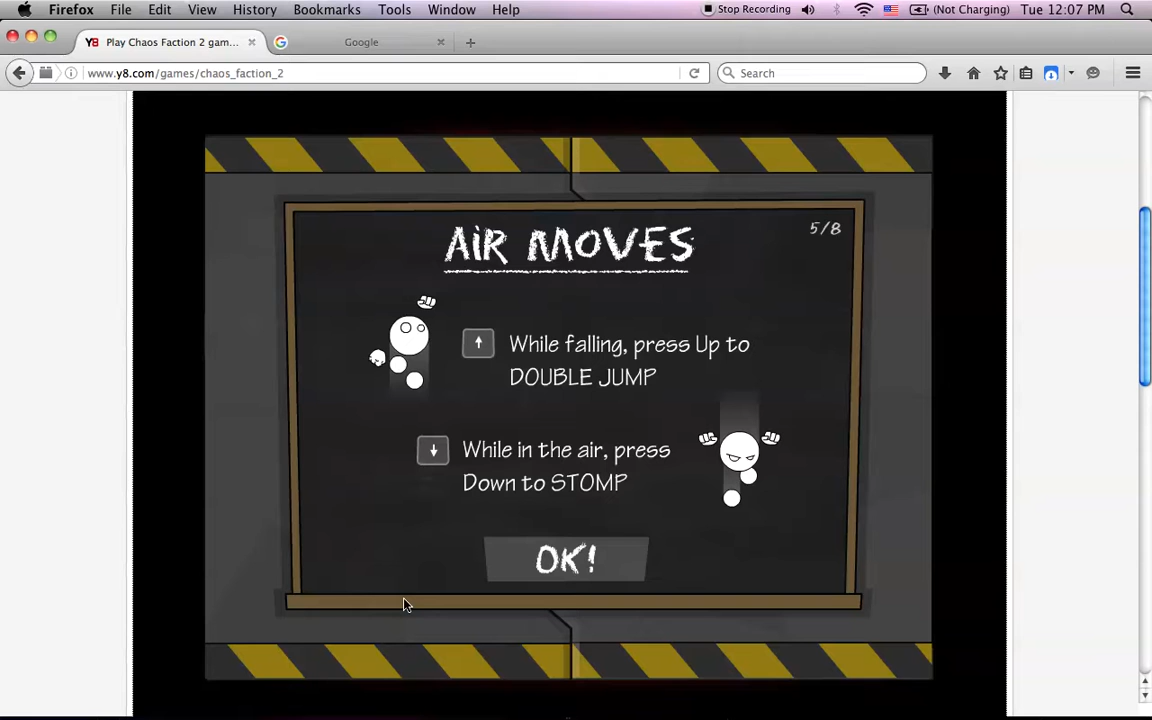 Firefox File Edit View History Bookmarks Tools Window Help Stop Recording (Not Charging) Tue 12:07 PM
Y8 Play Chaos Faction 2 gam... Google
www.y8.com/games/chaos_faction_2 Search
AIR MOVES 5/8
While falling, press Up to
DOUBLE JUMP
While in the air, press
Down to STOMP
OK!